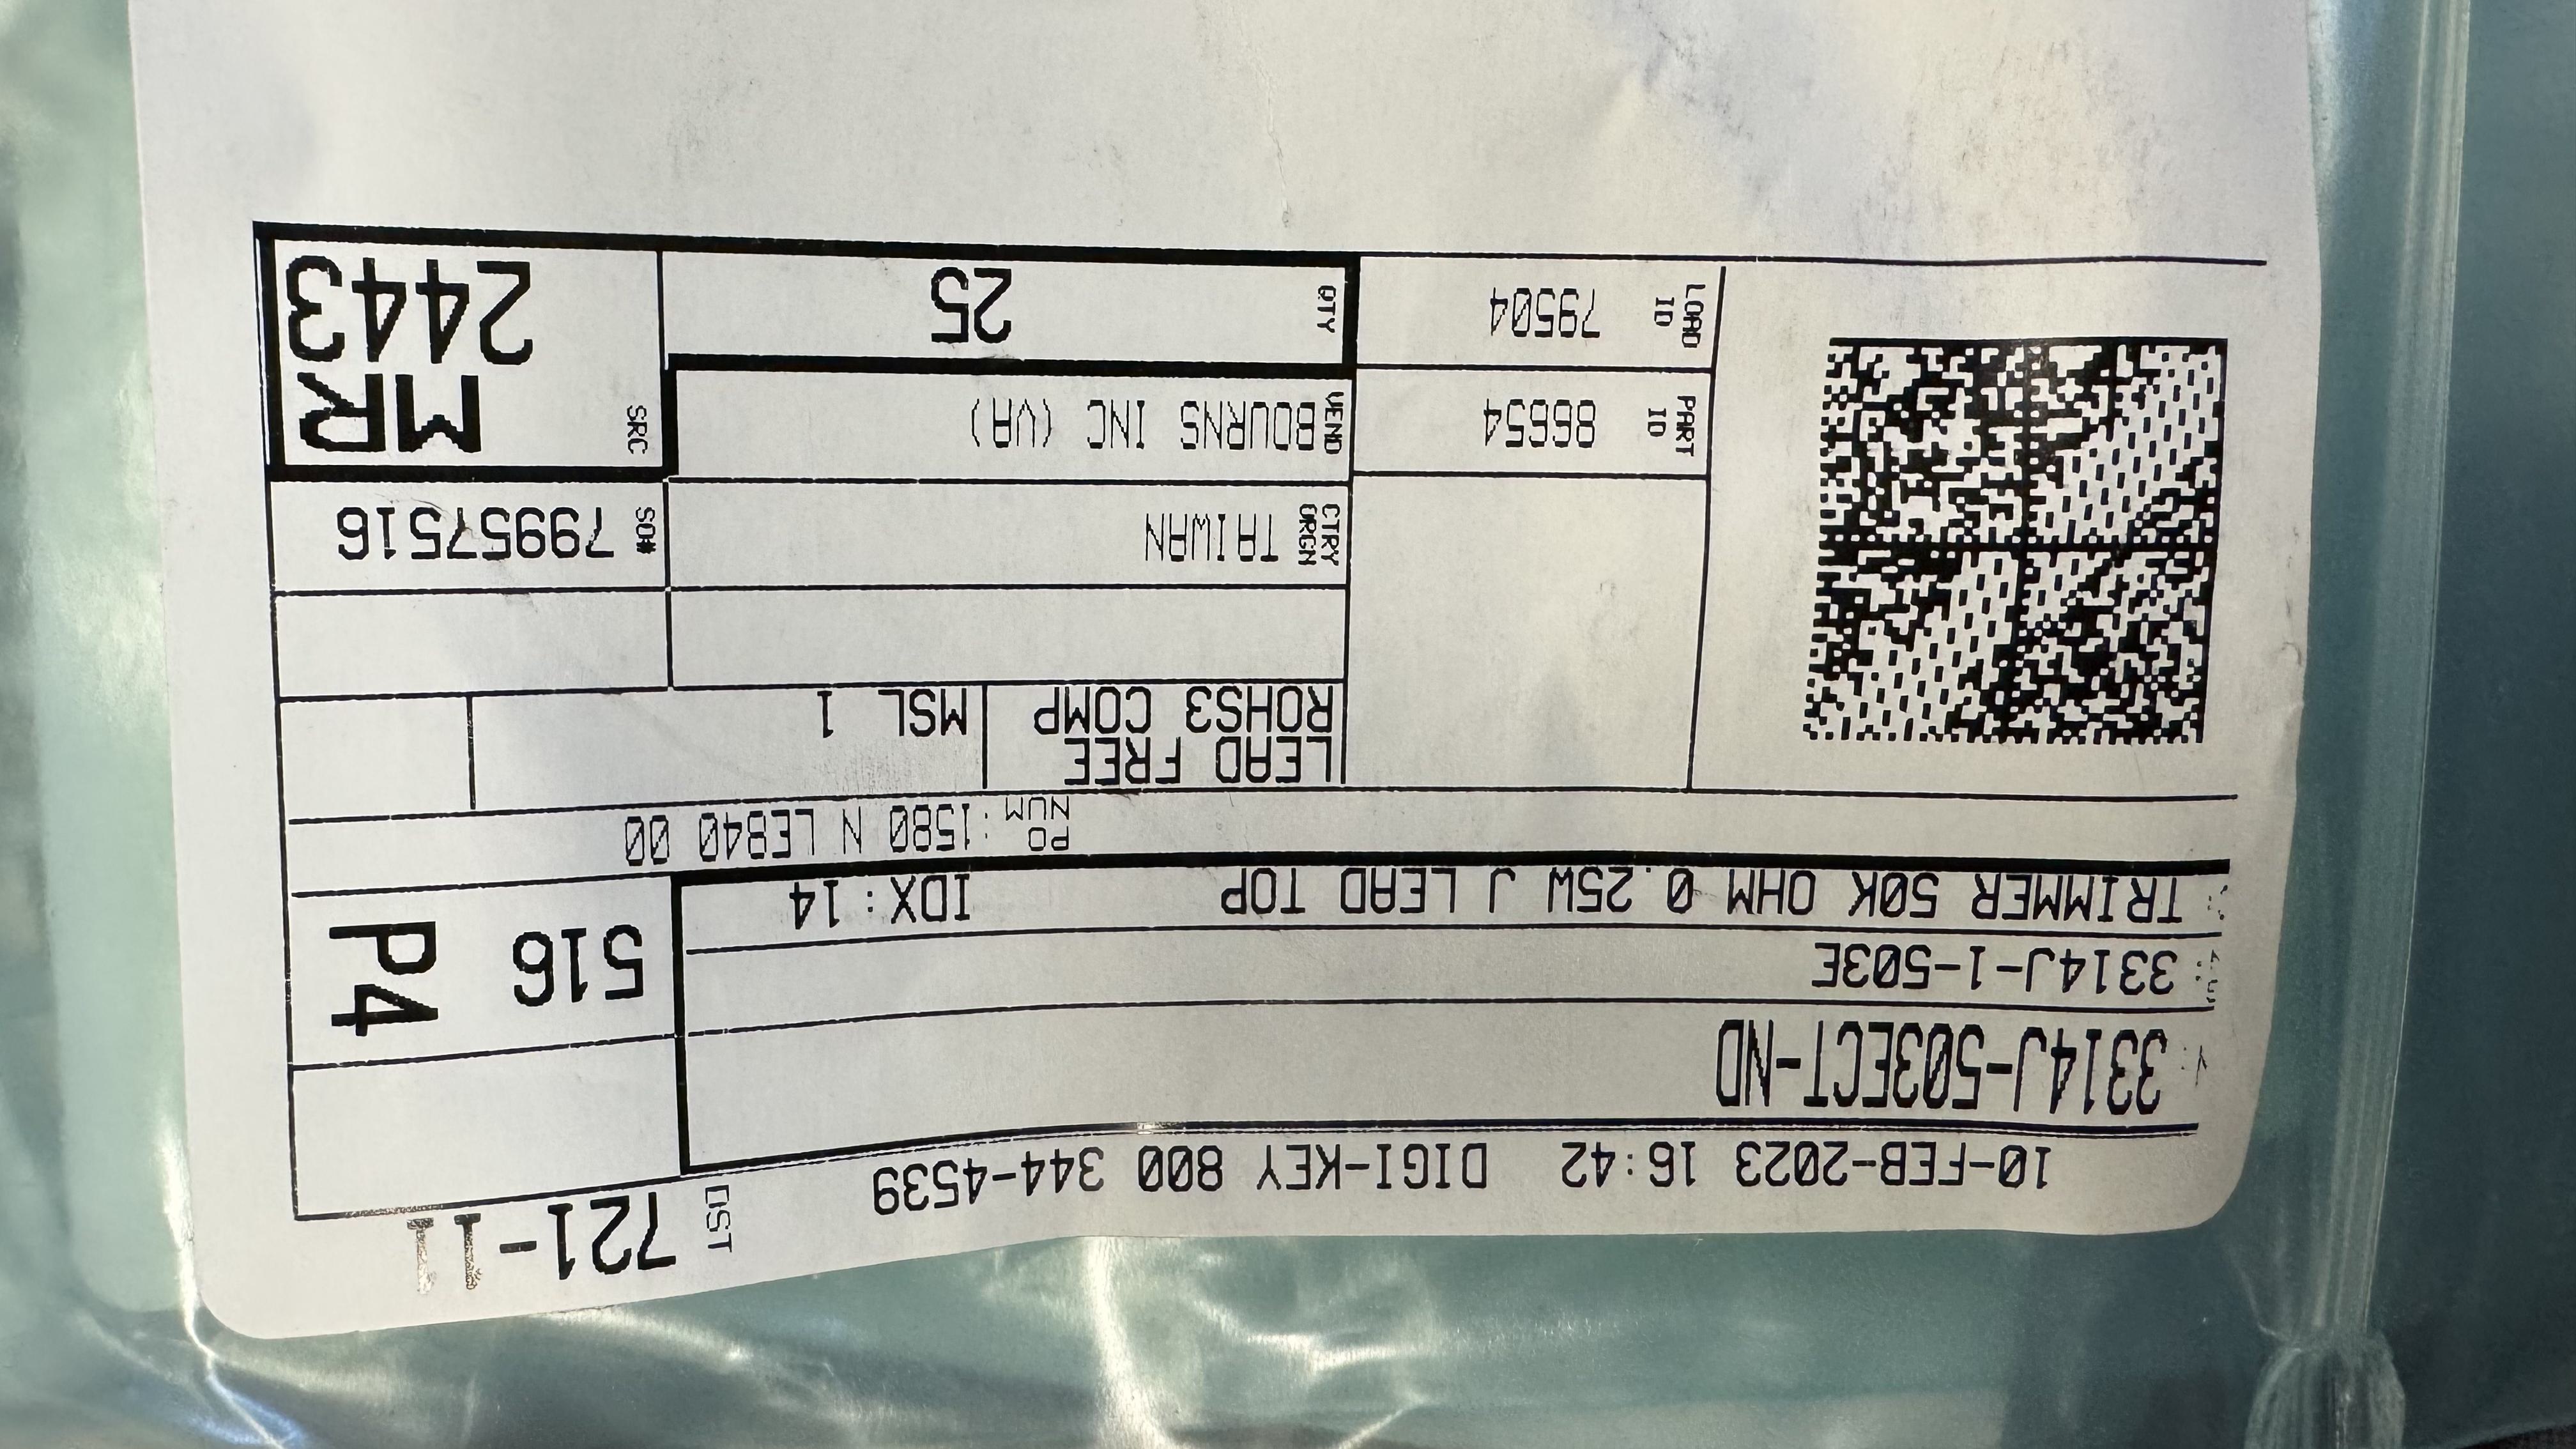 10-FEB-2023 16:42 DIGI-KEY 800 344-4539
DST 721-11
3314J-503ECT-ND
3314J-1-503E
516 P4
TRIMMER 50K OHM 0.25W J LEAD TOP IDX:14
PO NUM :1580 N LE840 00
LEAD FREE
ROHS3 COMP
MSL 1
CTRY ORGN TAIWAN
SO# 79957516
PART ID 86654
VEND BOURNS INC (VA)
SRC MR
2443
LOAD ID 79504
QTY 25